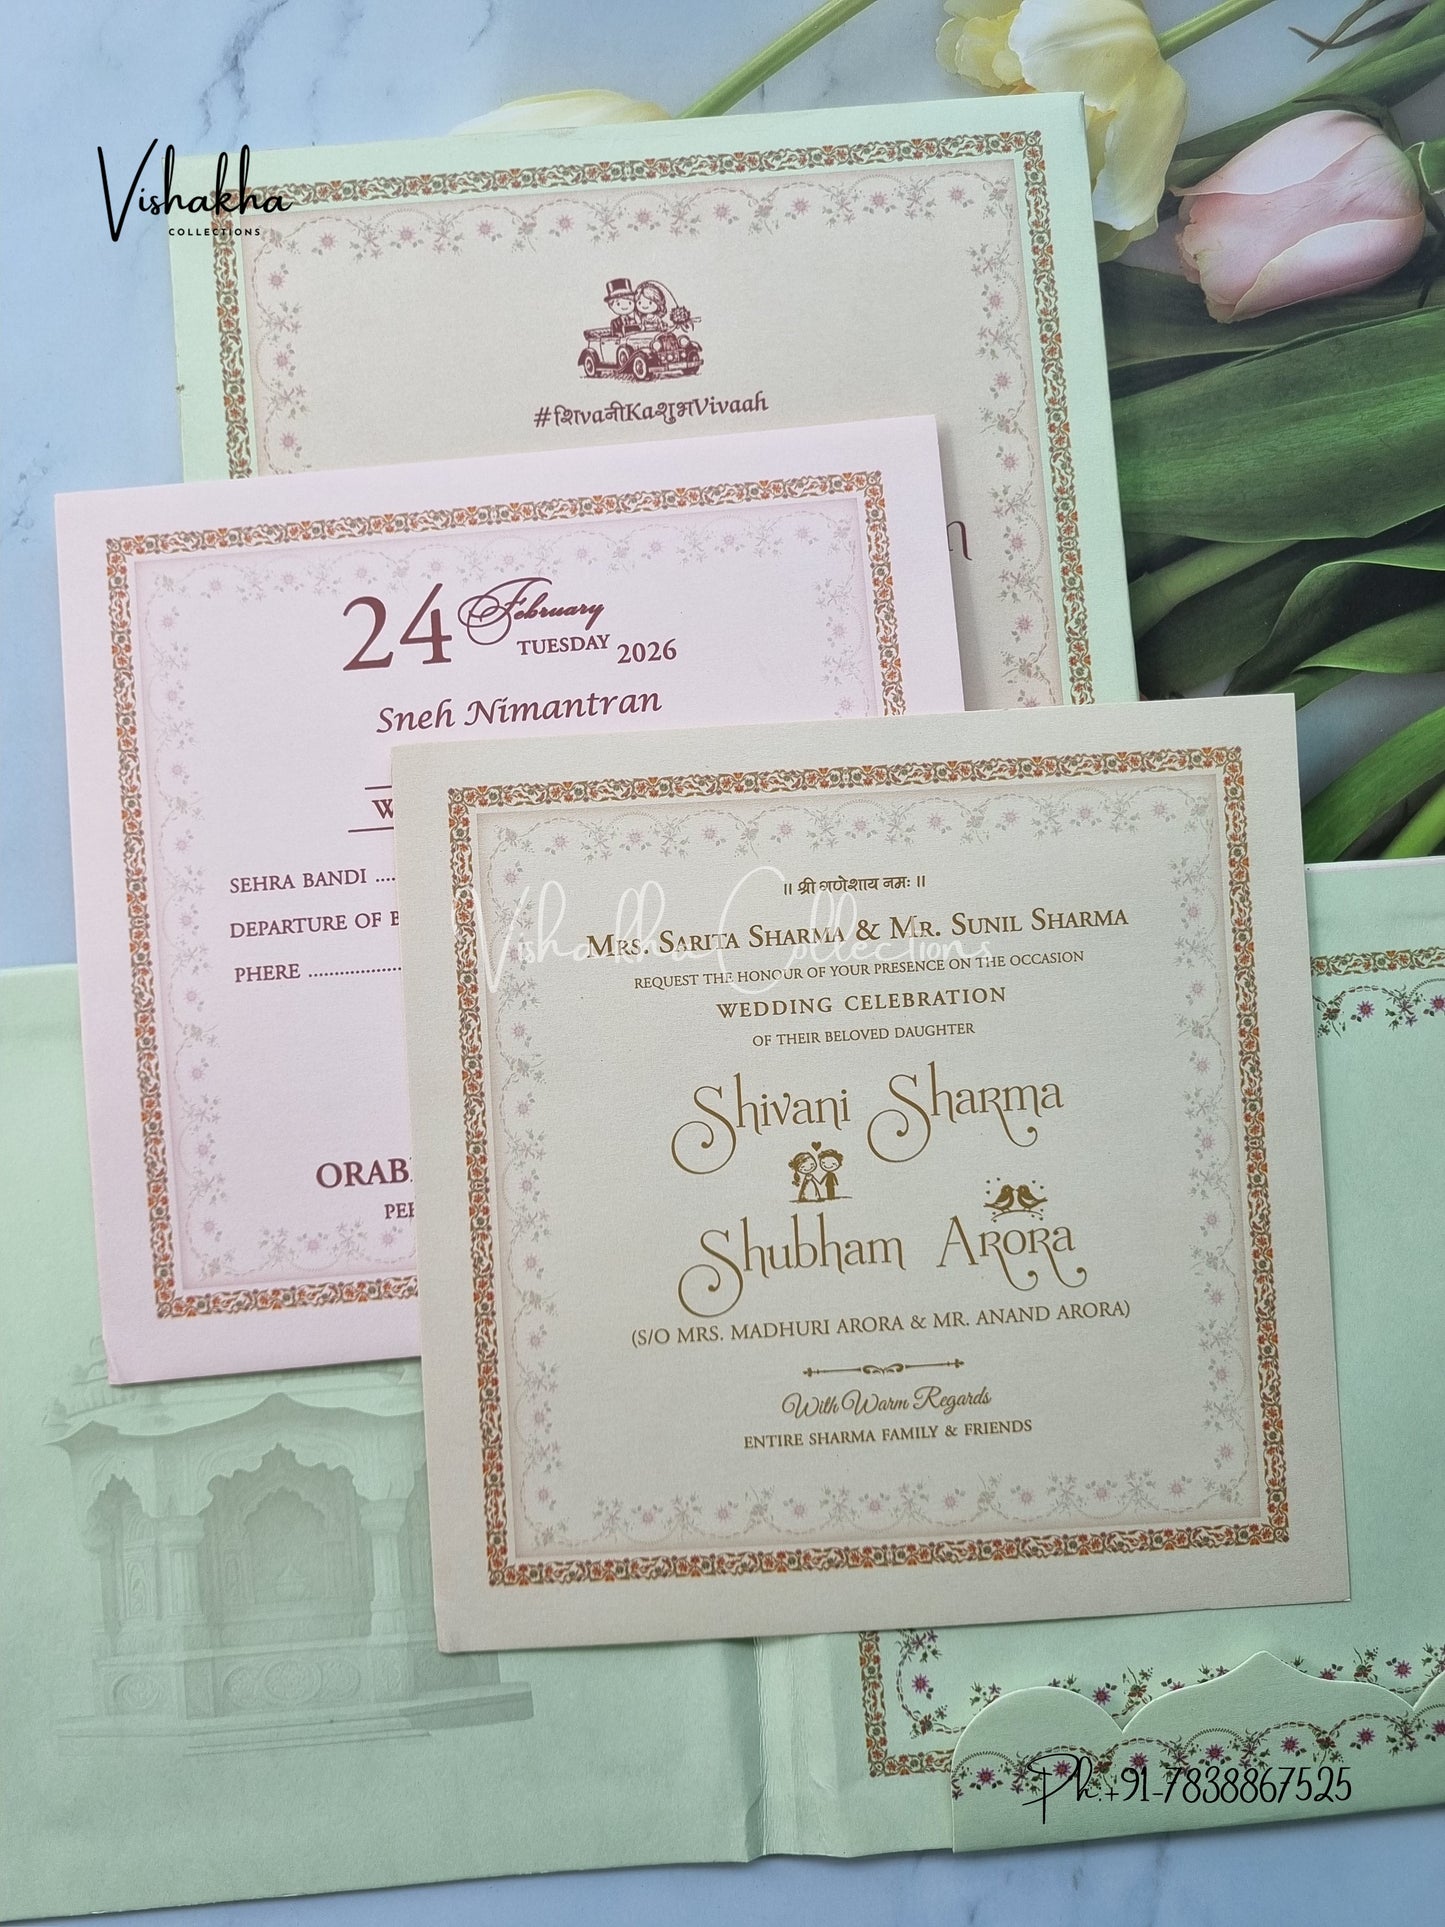 Vishakha
COLLECTIONS
#शिvaनीKaशुभVivaah
24 February
TUESDAY 2026
Sneh Nimantran
SEHRA BANDI ....
DEPARTURE OF
PHERE ..................
|| श्री गणेशाय नमः ||
MRS. SARITA SHARMA & MR. SUNIL SHARMA
Vishakha Collections
REQUEST THE HONOUR OF YOUR PRESENCE ON THE OCCASION
WEDDING CELEBRATION
OF THEIR BELOVED DAUGHTER
Shivani Sharma
Shubham Arora
(S/O MRS. MADHURI ARORA & MR. ANAND ARORA)
With Warm Regards
ENTIRE SHARMA FAMILY & FRIENDS
Ph.:+91-7838867525